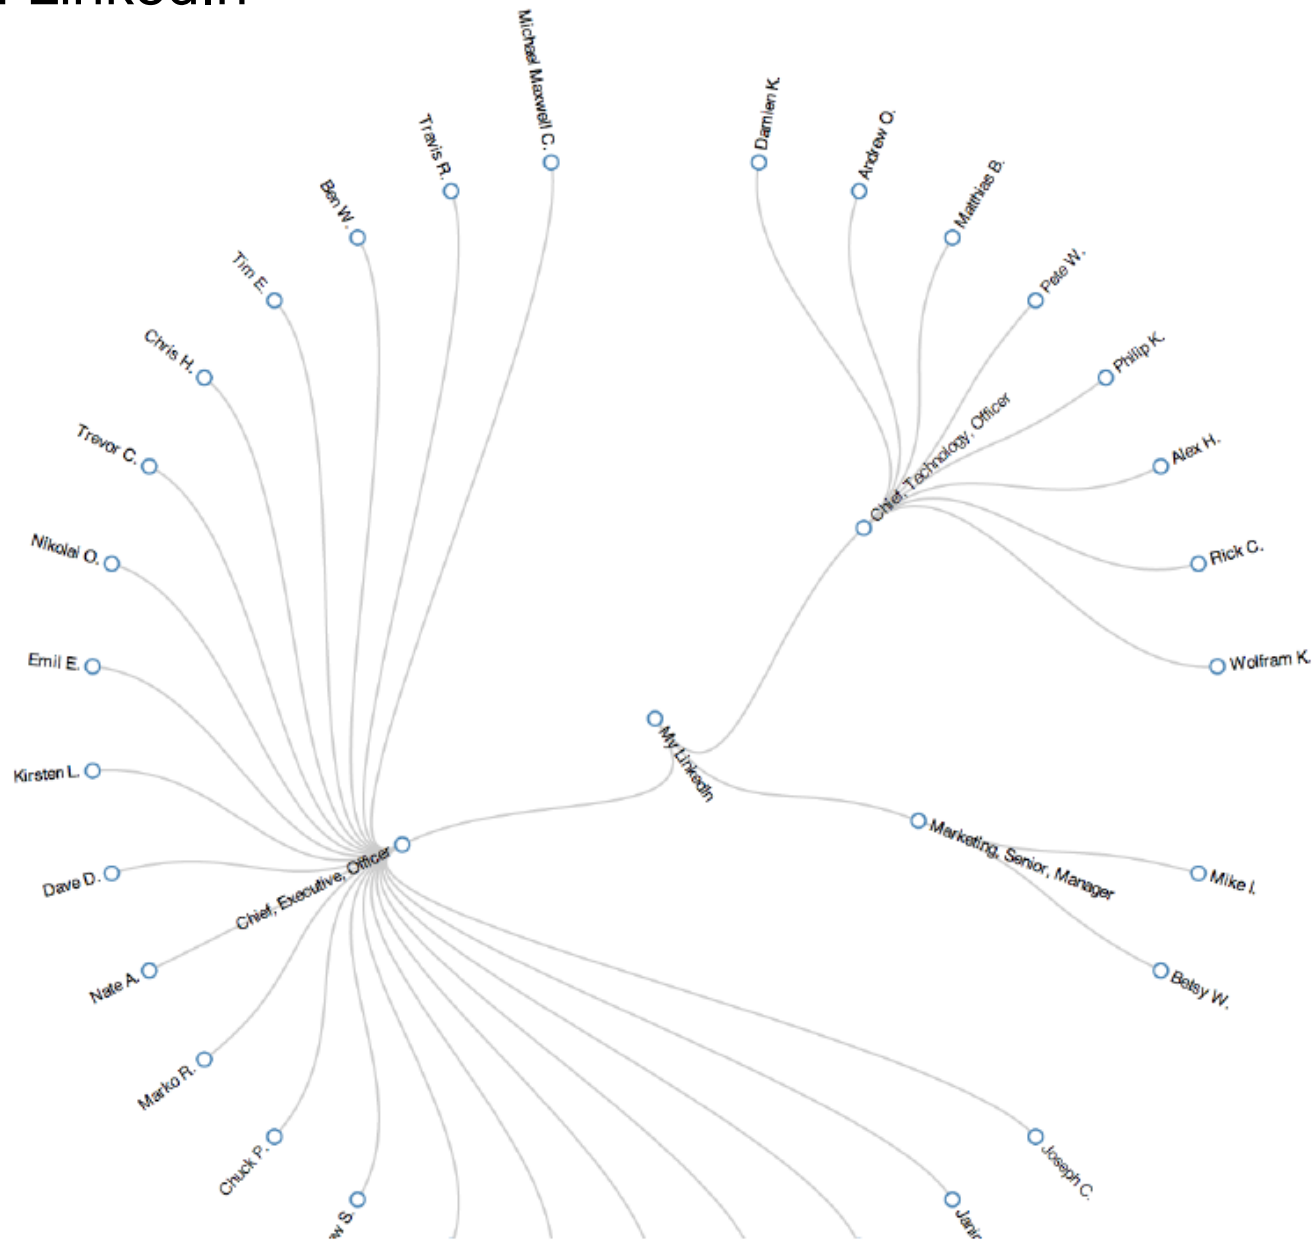 LinkedIn
Michael Maxwell C.
Damien K.
Andrew O.
Travis R.
Matthias B.
Ben W.
Pete W.
Tim E.
Philip K.
Chris H.
Chief, Technology, Officer
Alex H.
Trevor C.
Nikolai O.
Rick C.
Emil E.
Wolfram K.
My LinkedIn
Kirsten L.
Marketing, Senior, Manager
Chief, Executive, Officer
Dave D.
Mike I.
Nate A.
Betsy W.
Marko R.
Chuck P.
Joseph C.